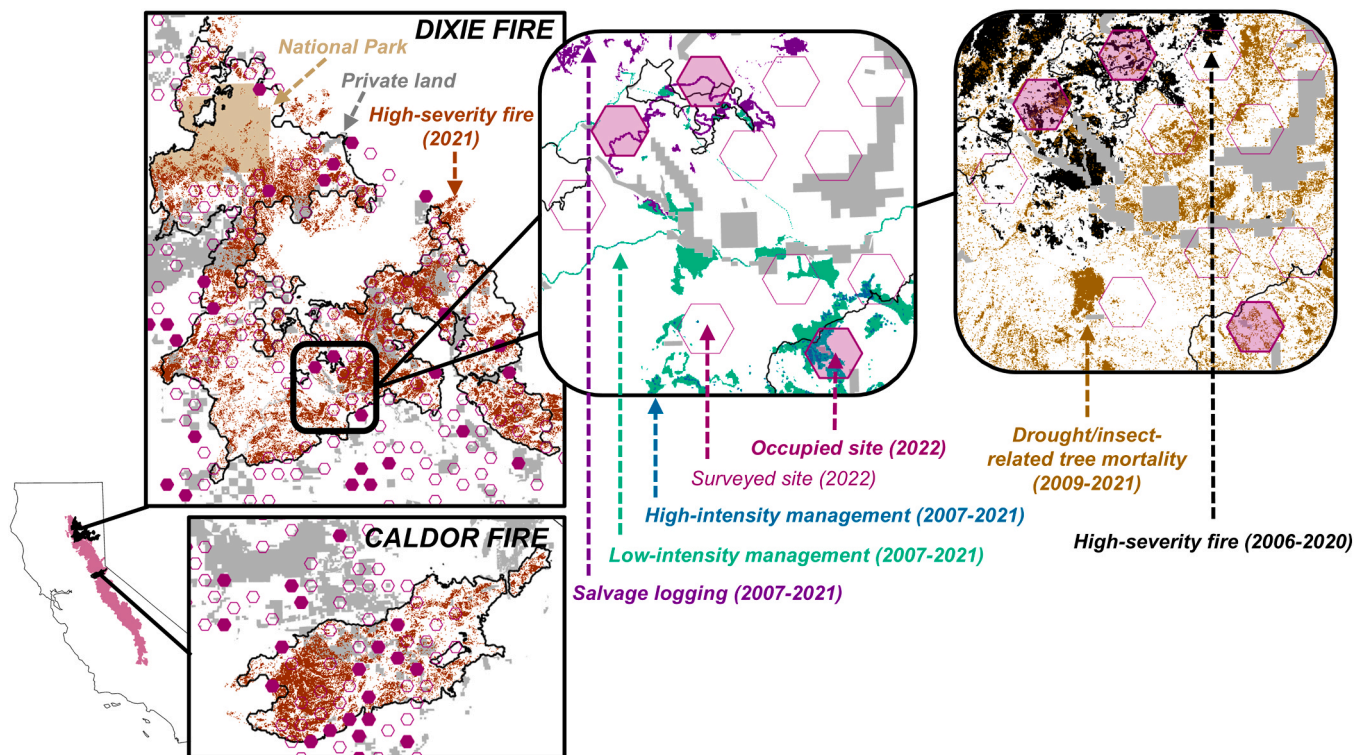 DIXIE FIRE
National Park
Private land
High-severity fire
(2021)
CALDOR FIRE
Occupied site (2022)
Surveyed site (2022)
High-intensity management (2007-2021)
Low-intensity management (2007-2021)
Salvage logging (2007-2021)
Drought/insect-
related tree mortality
(2009-2021)
High-severity fire (2006-2020)